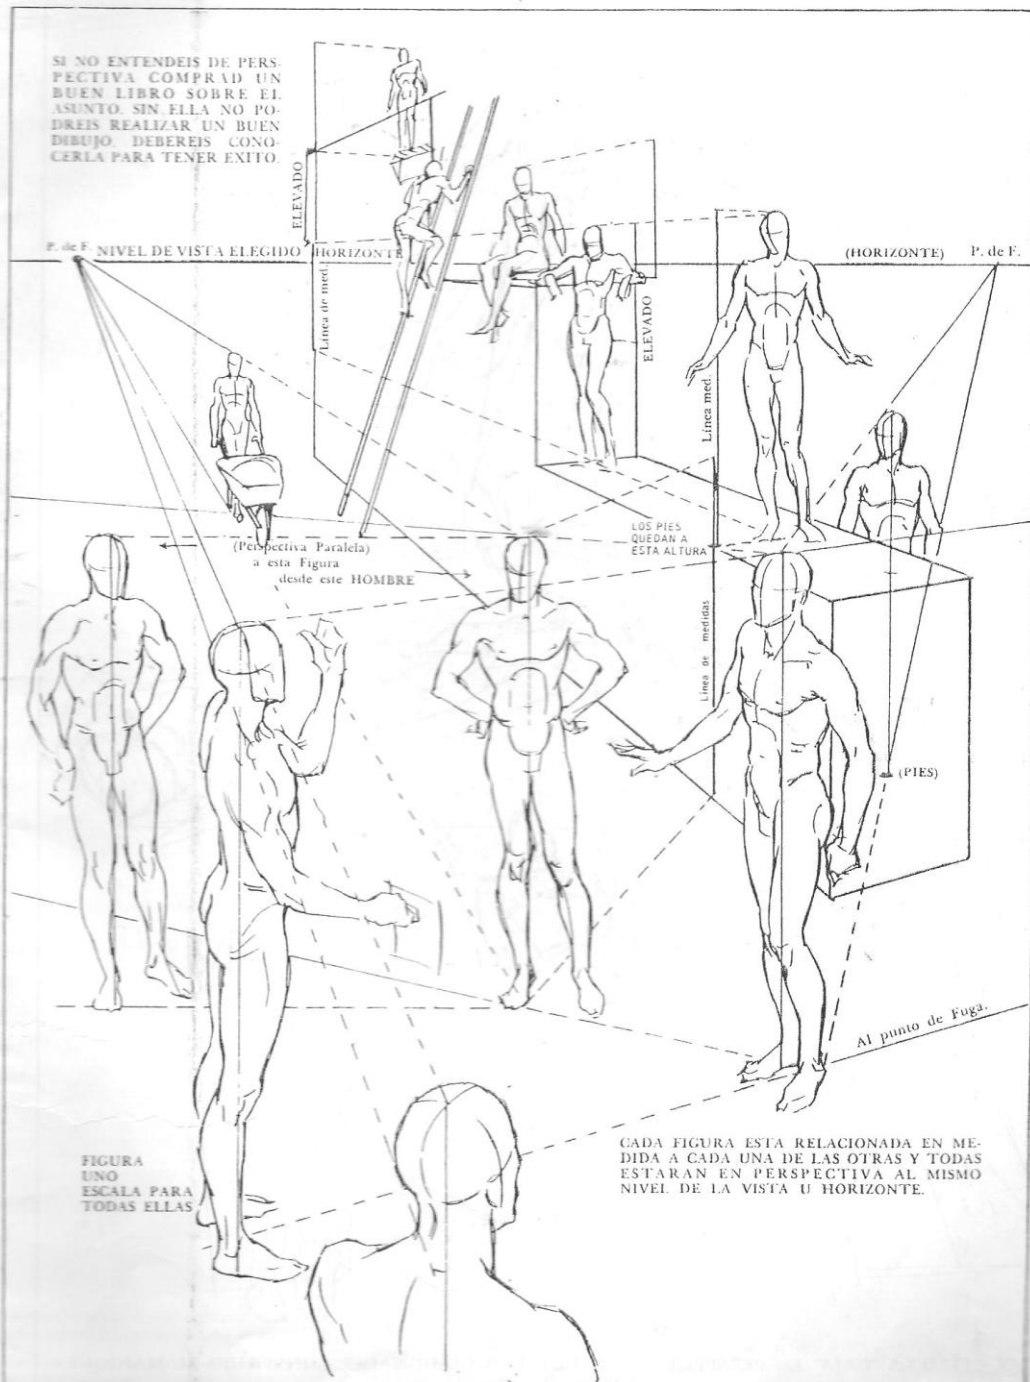 SI NO ENTENDEIS DE PERS-
PECTIVA COMPRAD UN
BUEN LIBRO SOBRE EL
ASUNTO. SIN ELLA NO PO-
DREIS REALIZAR UN BUEN
DIBUJO. DEBEREIS CONO-
CERLA PARA TENER EXITO.
ELEVADO
P. de F. NIVEL DE VISTA ELEGIDO HORIZONTE
(HORIZONTE) P. de F.
Línea de med.
ELEVADO
Línea med.
LOS PIES
QUEDAN A
ESTA ALTURA
(Perspectiva Paralela)
a esta Figura
desde este HOMBRE
Línea de medidas
(PIES)
Al punto de Fuga.
FIGURA
UNO
ESCALA PARA
TODAS ELLAS
CADA FIGURA ESTA RELACIONADA EN ME-
DIDA A CADA UNA DE LAS OTRAS Y TODAS
ESTARAN EN PERSPECTIVA AL MISMO
NIVEL DE LA VISTA U HORIZONTE.